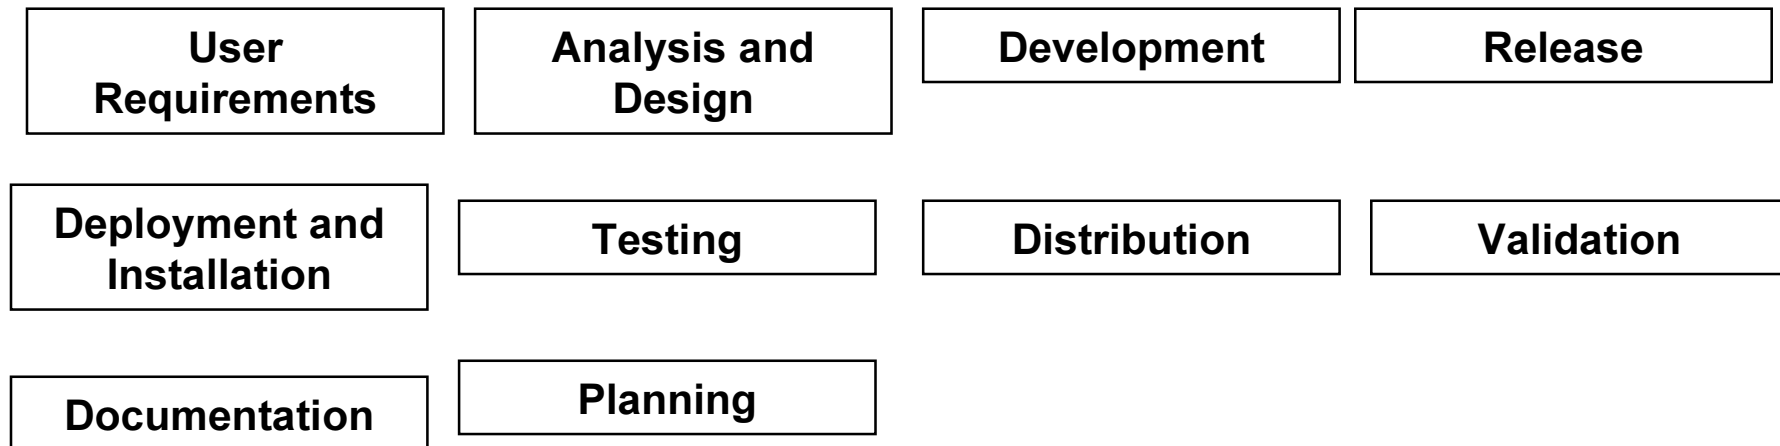 User
Requirements
Analysis and
Design
Development
Release
Deployment and
Installation
Testing
Distribution
Validation
Documentation
Planning